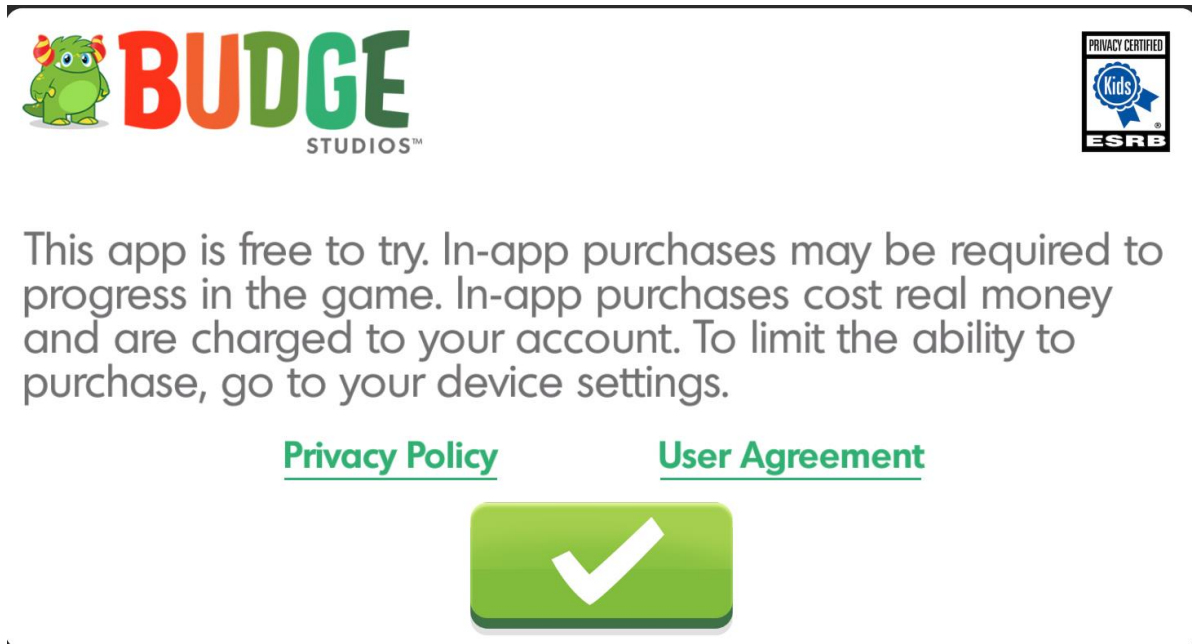 BUDGE
STUDIOS™
PRIVACY CERTIFIED
Kids
®
ESRB
This app is free to try. In-app purchases may be required to
progress in the game. In-app purchases cost real money
and are charged to your account. To limit the ability to
purchase, go to your device settings.
Privacy Policy User Agreement